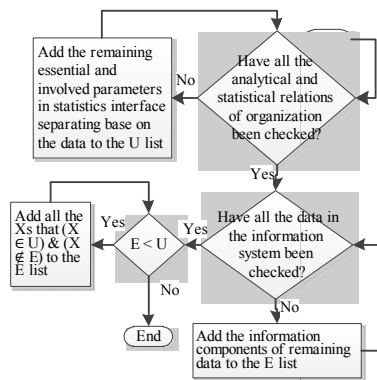 Add the remaining
essential and
involved parameters
in statistics interface
separating base on
the data to the U list
No
Have all the
analytical and
statistical relations
of organization
been checked?
Yes
Add all the
Xs that (X
∈ U) & (X
∉ E) to the
E list
Yes
E < U
Yes
Have all the data in
the information
system been
checked?
No
End
No
Add the information
components of remaining
data to the E list